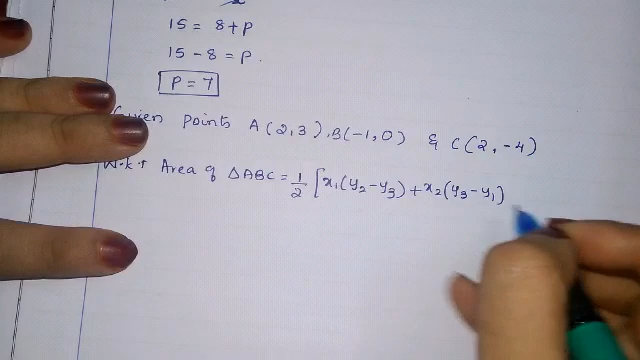 15 = 8+P
15 - 8 = P.
P = 7
Given points A(2,3), B(-1,0) & C(2,-4)
W.k.t Area of ΔABC = 1/2 [x₁(y₂-y₃)+x₂(y₃-y₁)